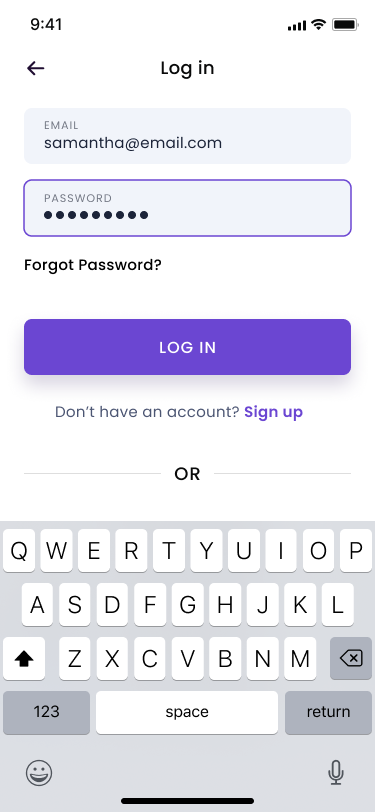 9:41
Log in
EMAIL
samantha@email.com
PASSWORD
Forgot Password?
LOG IN
Don’t have an account? Sign up
OR
Q W E R T Y U I O P
A S D F G H J K L
Z X C V B N M
123 space return